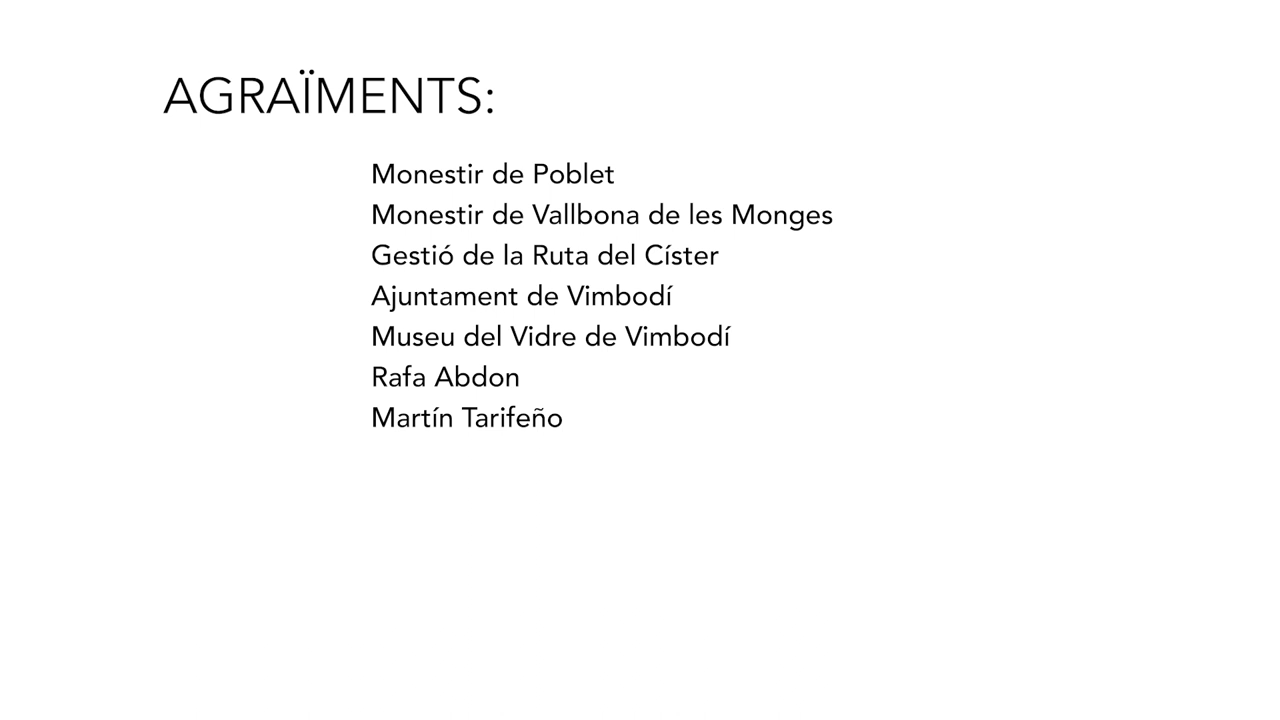 AGRAÏMENTS:
Monestir de Poblet
Monestir de Vallbona de les Monges
Gestió de la Ruta del Císter
Ajuntament de Vimbodí
Museu del Vidre de Vimbodí
Rafa Abdon
Martín Tarifeño